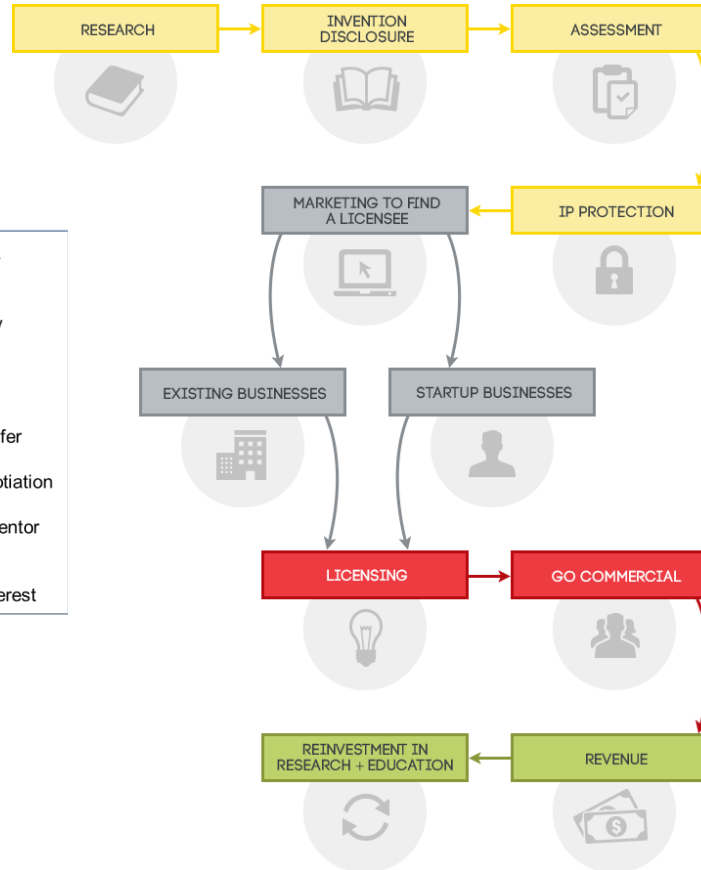 RESEARCH
INVENTION
DISCLOSURE
ASSESSMENT
MARKETING TO FIND
A LICENSEE
IP PROTECTION
EXISTING BUSINESSES
STARTUP BUSINESSES
LICENSING
GO COMMERCIAL
REINVESTMENT IN
RESEARCH + EDUCATION
REVENUE
$